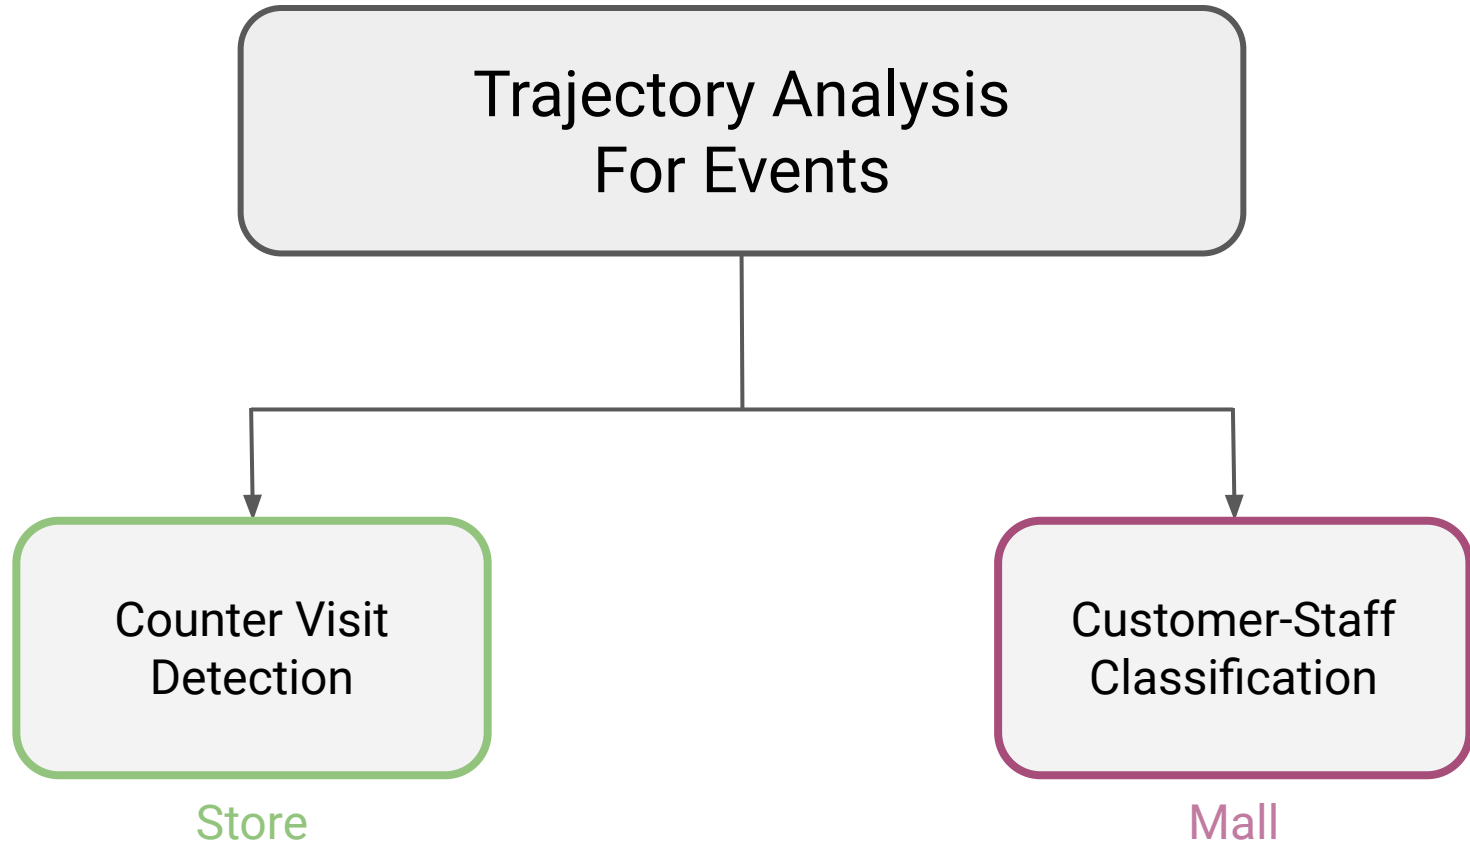 Trajectory Analysis
For Events
Counter Visit
Detection
Customer-Staff
Classification
Store
Mall